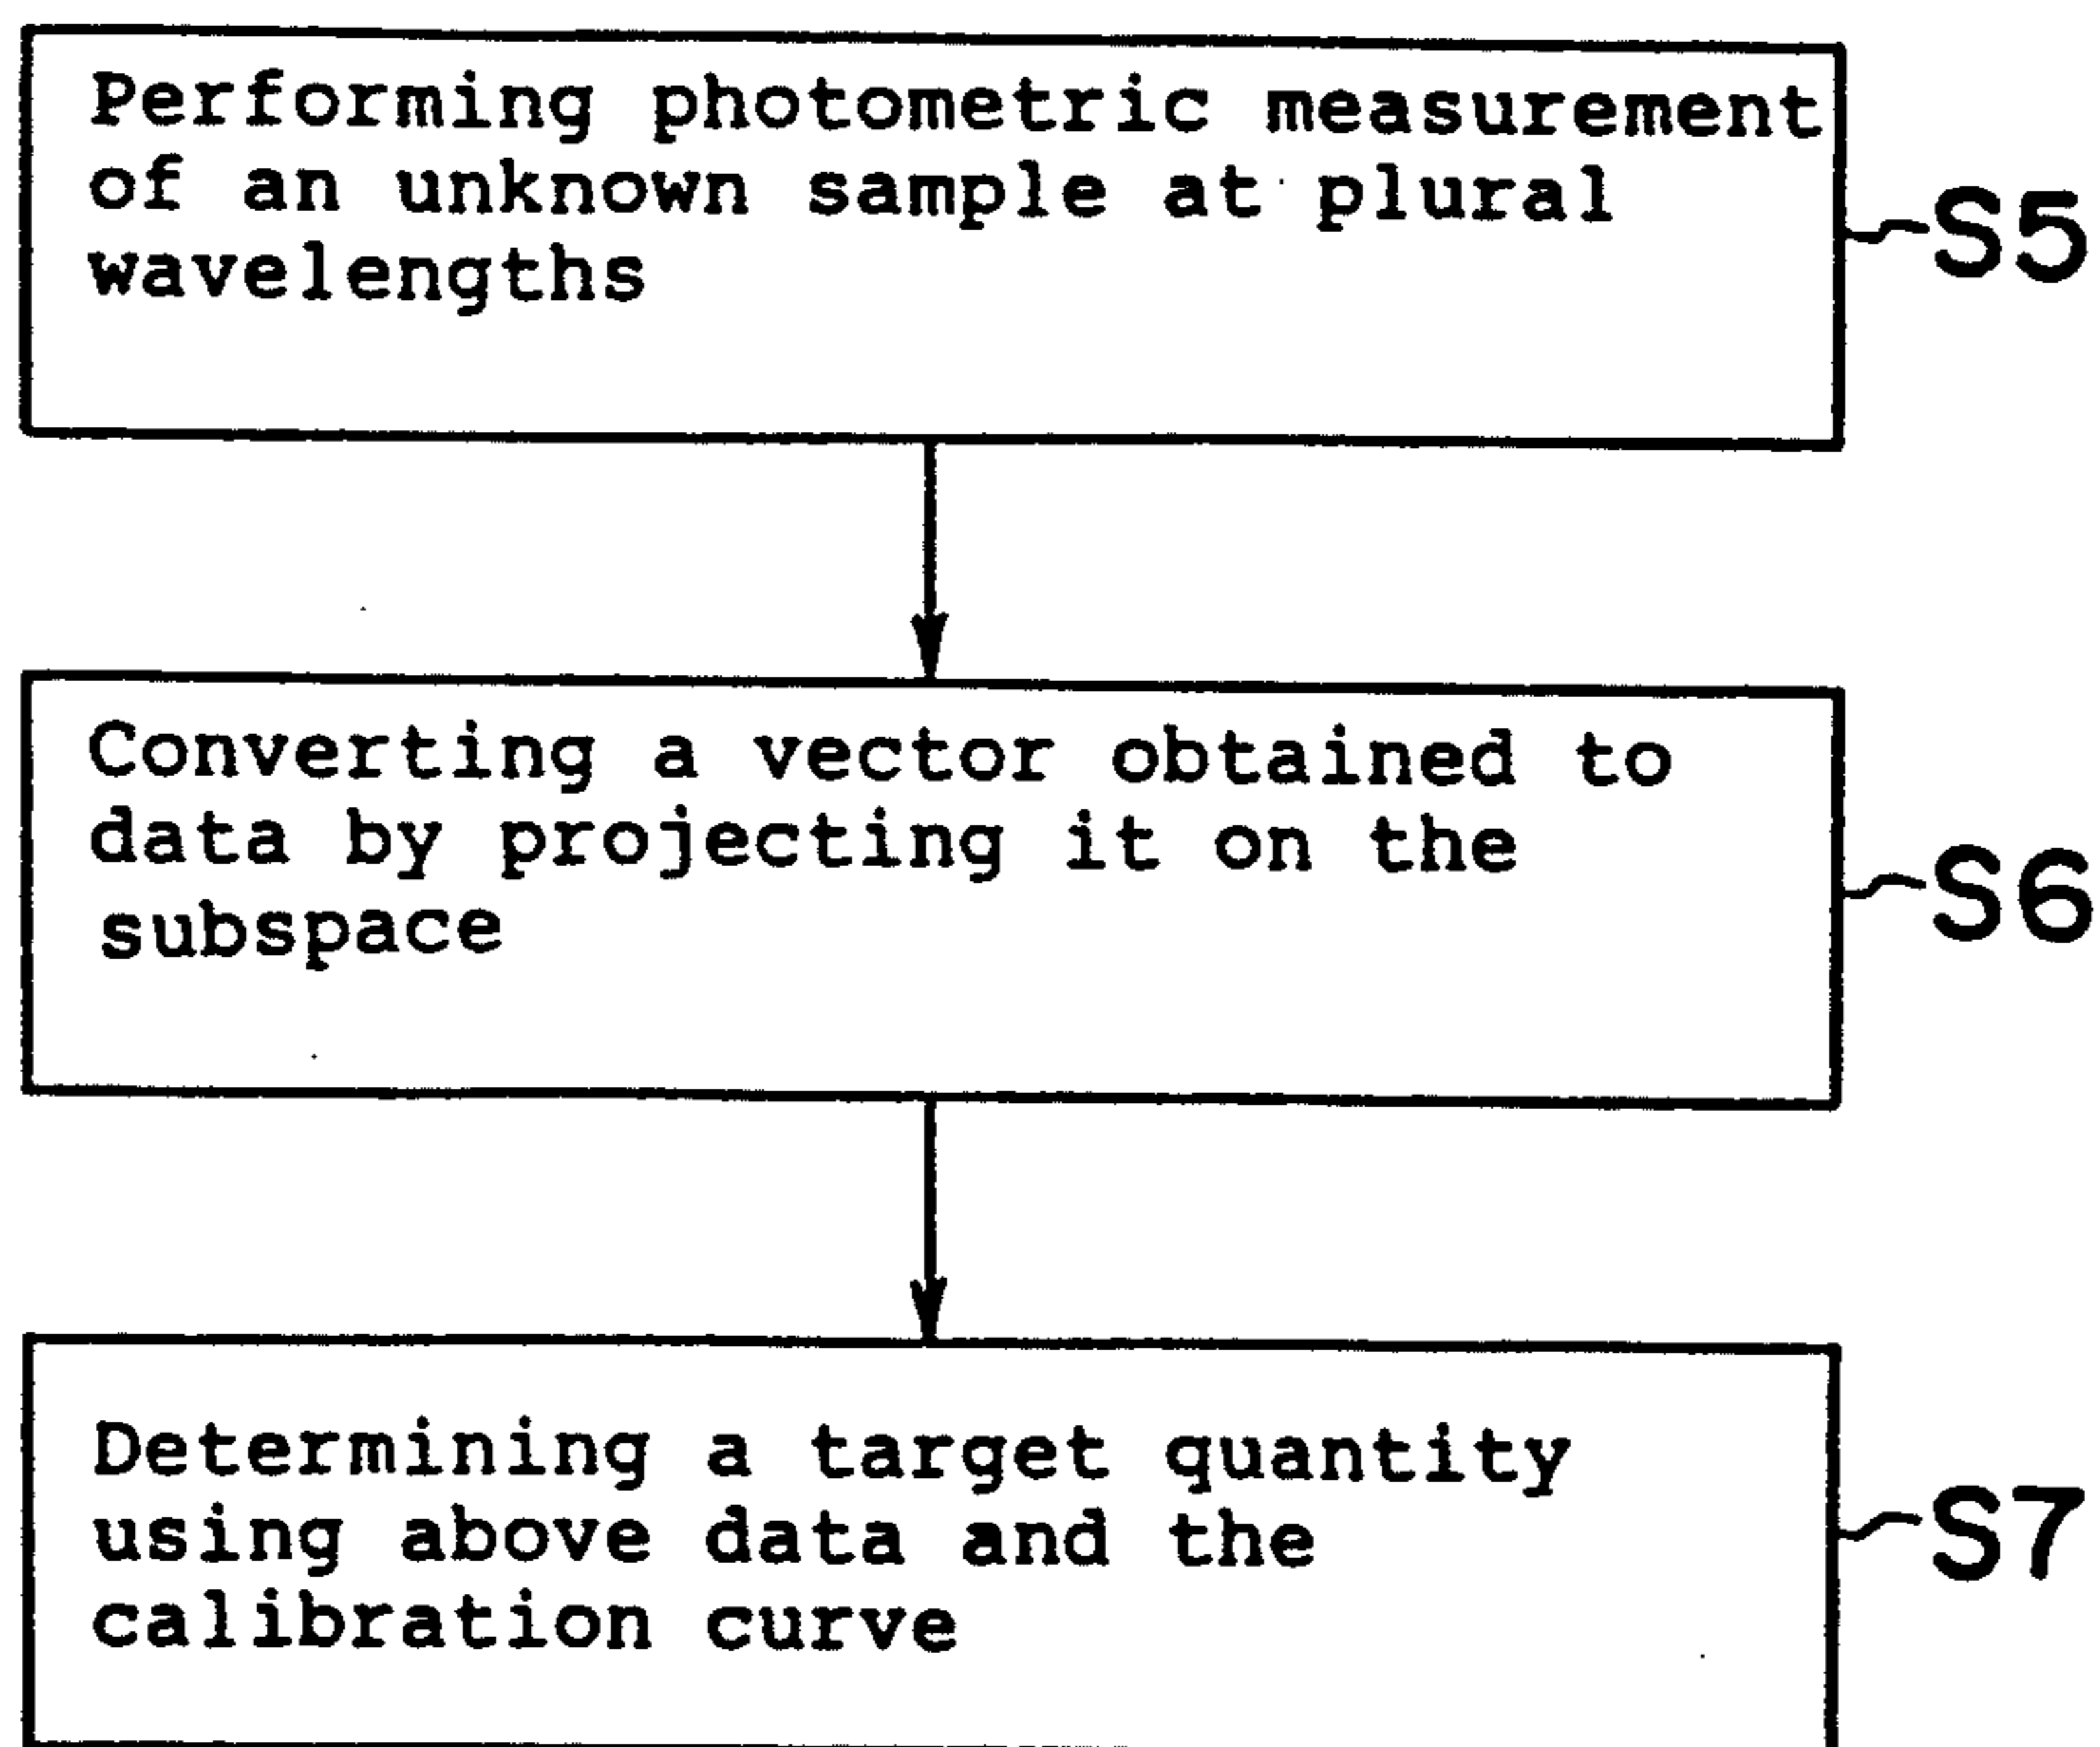 Performing photometric measurement
of an unknown sample at plural
wavelengths
S5
Converting a vector obtained to
data by projecting it on the
subspace
S6
Determining a target quantity
using above data and the
calibration curve
S7